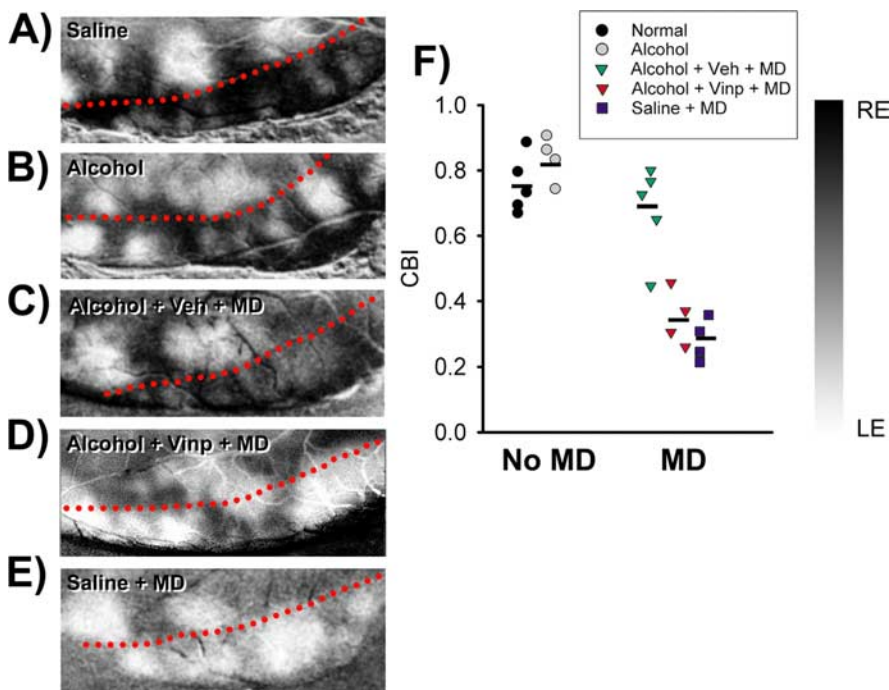 A)
Saline
B)
Alcohol
C)
Alcohol + Veh + MD
D)
Alcohol + Vinp + MD
E)
Saline + MD
F)
Normal
Alcohol
Alcohol + Veh + MD
Alcohol + Vinp + MD
Saline + MD
CBI
1.0
0.8
0.6
0.4
0.2
0.0
No MD
MD
RE
LE